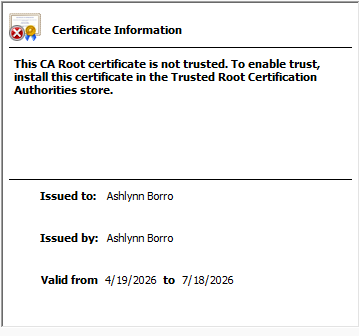 Certificate Information
This CA Root certificate is not trusted. To enable trust,
install this certificate in the Trusted Root Certification
Authorities store.
Issued to: Ashlynn Borro
Issued by: Ashlynn Borro
Valid from 4/19/2026 to 7/18/2026